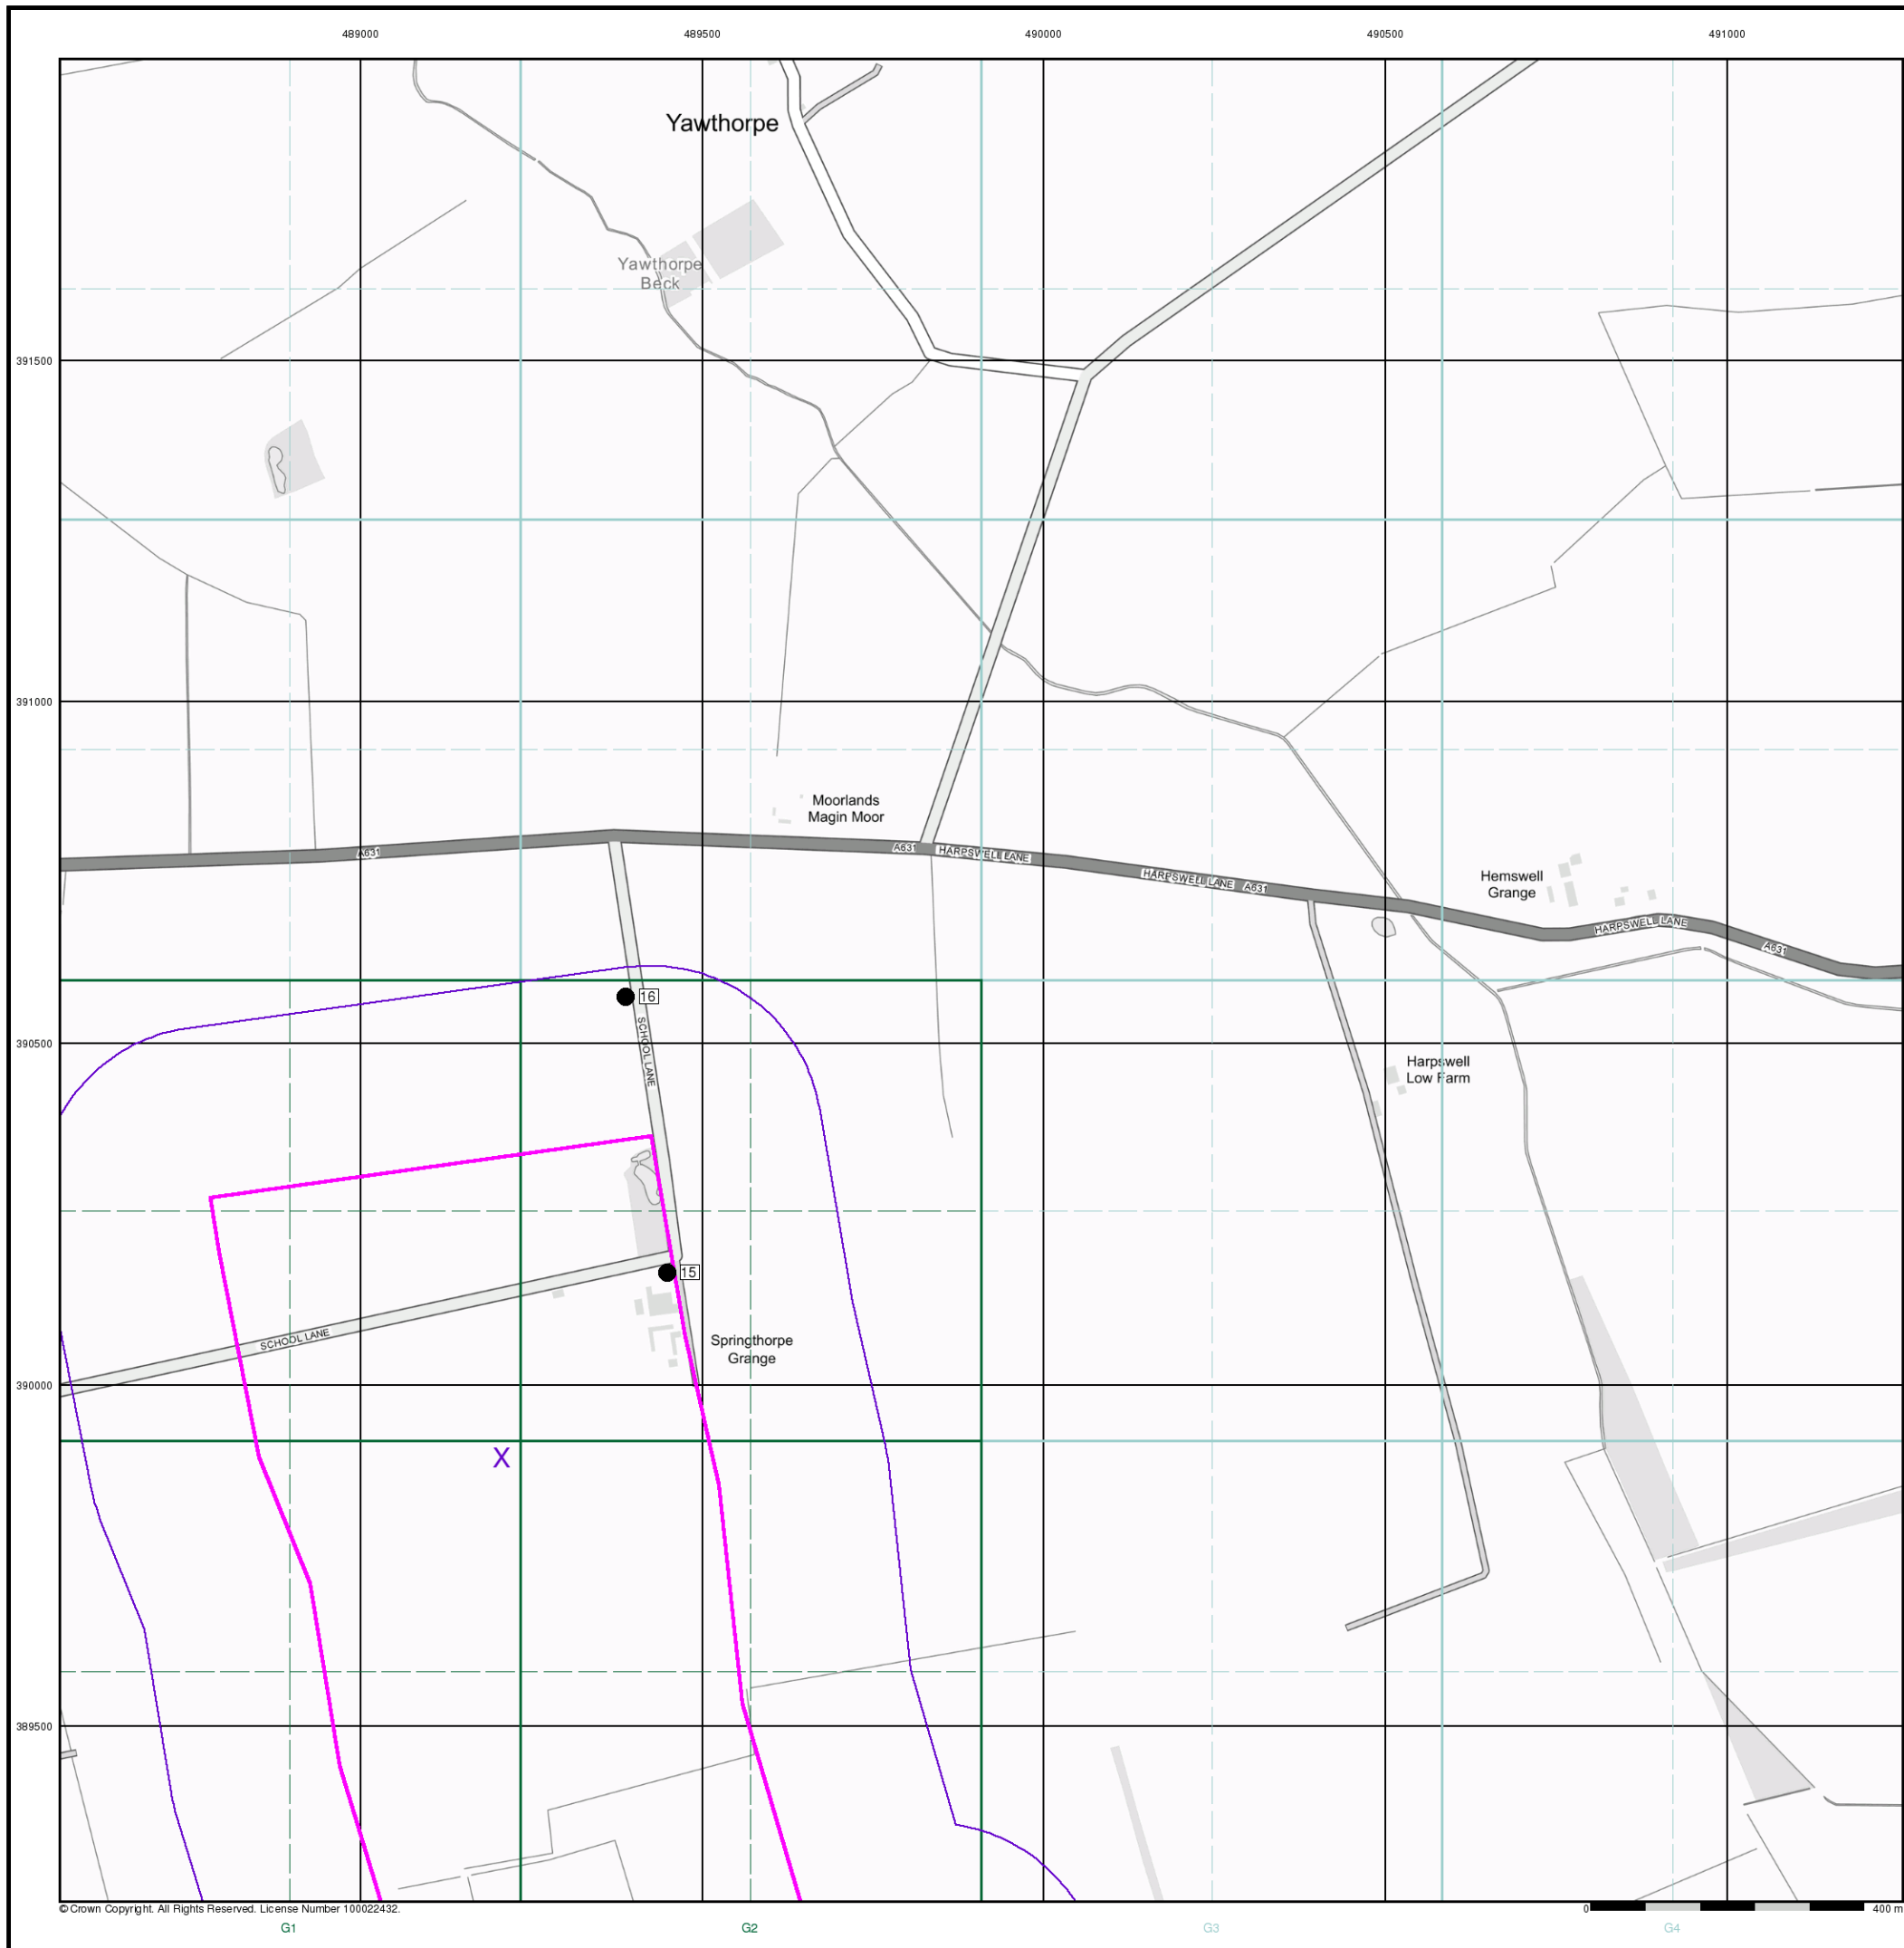 489000
489500
490000
490500
491000
Yawthorpe
Yawthorpe
Beck
391500
391000
Moorlands
Magin Moor
A631
A631
HARPSWELL LANE
HARPSWELL LANE
A631
Hemswell
Grange
HARPSWELL LANE
A631
16
SCHOOL LANE
390500
Harpswell
Low Farm
15
SCHOOL LANE
Springthorpe
Grange
390000
X
389500
© Crown Copyright. All Rights Reserved. License Number 100022432.
0
400 m
G1
G2
G3
G4